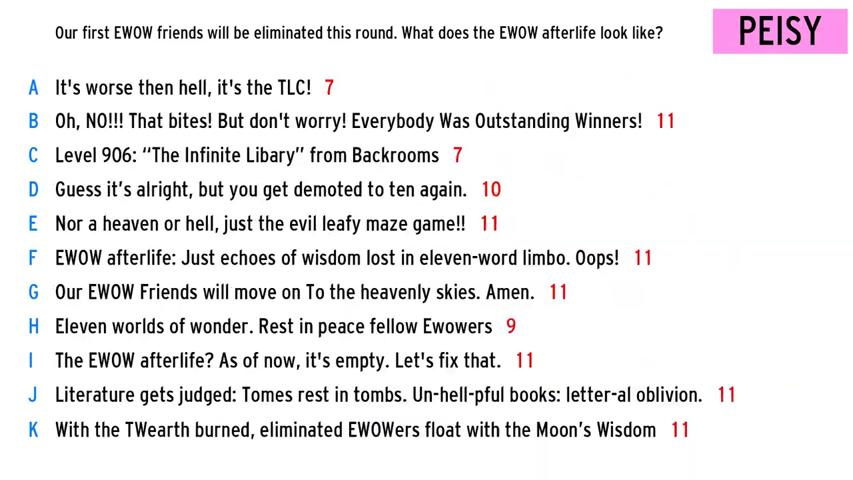 Our first EWOW friends will be eliminated this round. What does the EWOW afterlife look like?
PEISY
A It's worse then hell, it's the TLC! 7
B Oh, NO!!! That bites! But don't worry! Everybody Was Outstanding Winners! 11
C Level 906: “The Infinite Libary” from Backrooms 7
D Guess it’s alright, but you get demoted to ten again. 10
E Nor a heaven or hell, just the evil leafy maze game!! 11
F EWOW afterlife: Just echoes of wisdom lost in eleven-word limbo. Oops! 11
G Our EWOW Friends will move on To the heavenly skies. Amen. 11
H Eleven worlds of wonder. Rest in peace fellow Ewowers 9
I The EWOW afterlife? As of now, it's empty. Let's fix that. 11
J Literature gets judged: Tomes rest in tombs. Un-hell-pful books: letter-al oblivion. 11
K With the TWearth burned, eliminated EWOWers float with the Moon’s Wisdom 11